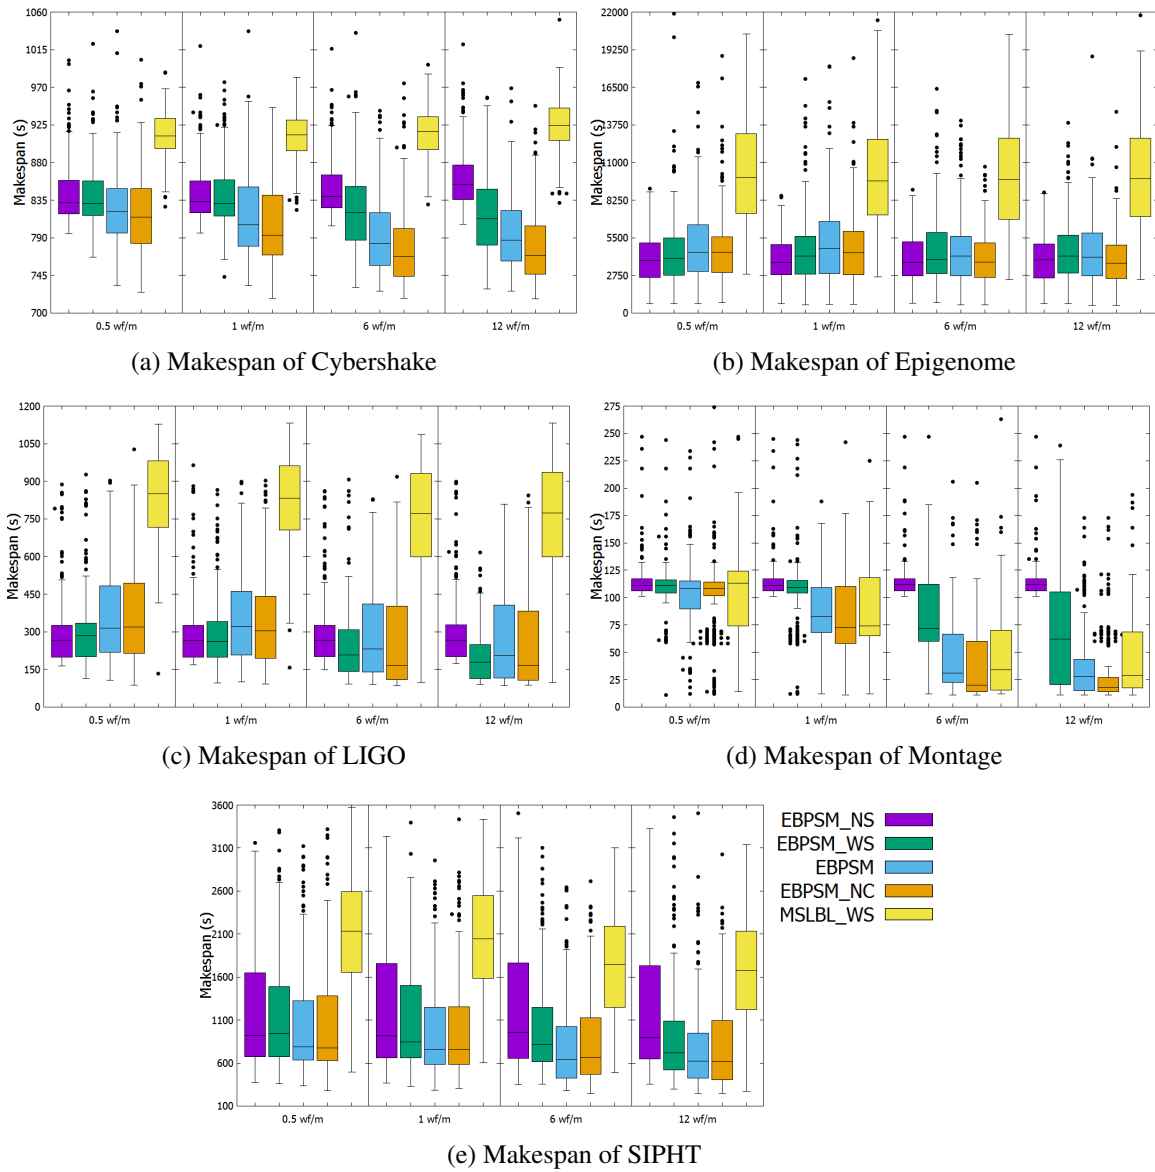 1060
1015
970
925
880
835
790
745
700
Makespan (s)
0.5 wf/m
1 wf/m
6 wf/m
12 wf/m
(a) Makespan of Cybershake
22000
19250
16500
13750
11000
8250
5500
2750
0
Makespan (s)
0.5 wf/m
1 wf/m
6 wf/m
12 wf/m
(b) Makespan of Epigenome
1200
1050
900
750
600
450
300
150
0
Makespan (s)
0.5 wf/m
1 wf/m
6 wf/m
12 wf/m
(c) Makespan of LIGO
275
250
225
200
175
150
125
100
75
50
25
0
Makespan (s)
0.5 wf/m
1 wf/m
6 wf/m
12 wf/m
(d) Makespan of Montage
3600
3100
2600
2100
1600
1100
600
100
Makespan (s)
0.5 wf/m
1 wf/m
6 wf/m
12 wf/m
EBPSM_NS
EBPSM_WS
EBPSM
EBPSM_NC
MSLBL_WS
(e) Makespan of SIPHT